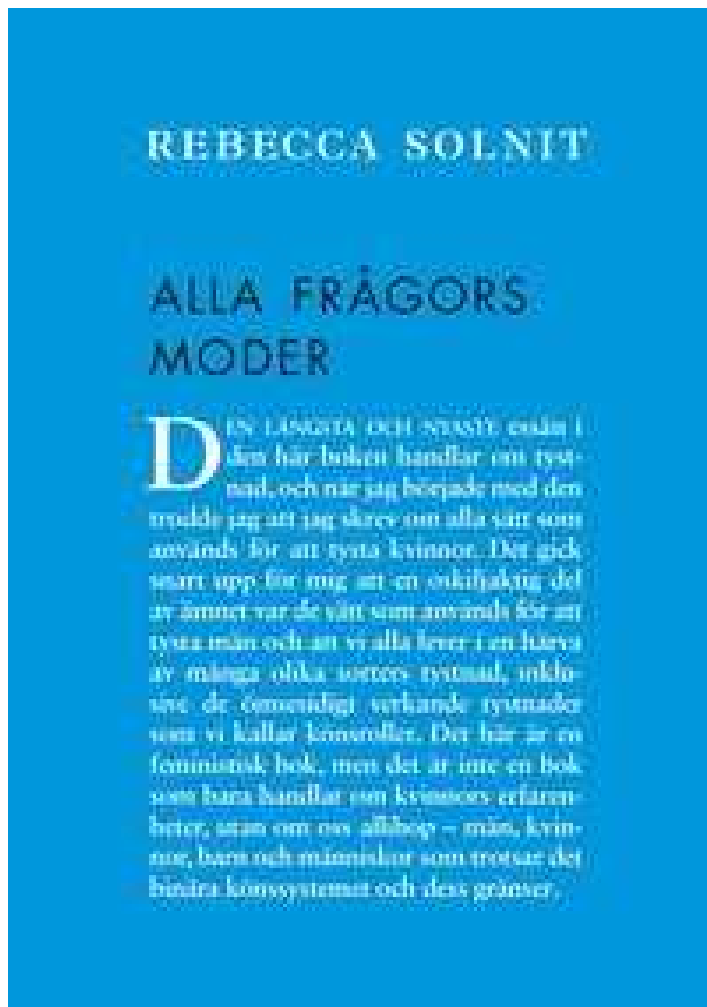 REBECCA SOLNIT
ALLA FRÅGORS
MODER
DEN LÄNGSTA OCH NYASTE essän i
den här boken handlar om tyst-
nad, och när jag började med den
trodde jag att jag skrev om alla sätt som
används för att tysta kvinnor. Det gick
snart upp för mig att en oskiljaktig del
av ämnet var de sätt som används för att
tysta män och att vi alla lever i en härva
av många olika sorters tystnad, inklu-
sive de ömsesidigt verkande tystnader
som vi kallar könsroller. Det här är en
feministisk bok, men det är inte en bok
som bara handlar om kvinnors erfaren-
heter, utan om oss allihop – män, kvin-
nor, barn och människor som trotsar det
binära könssystemet och dess gränser.